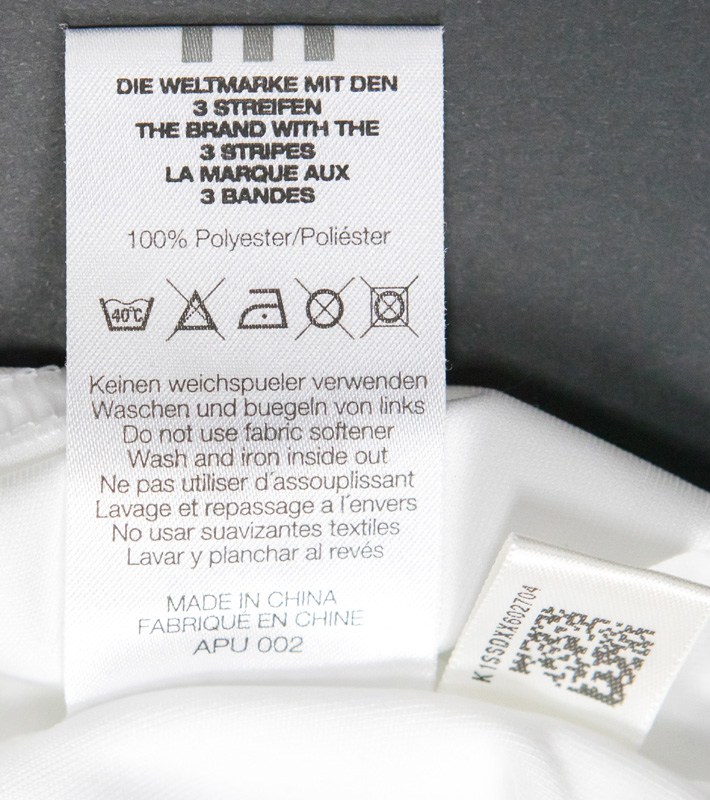 DIE WELTMARKE MIT DEN
3 STREIFEN
THE BRAND WITH THE
3 STRIPES
LA MARQUE AUX
3 BANDES
100% Polyester/Poliéster
40°C
Keinen weichspueler verwenden
Waschen und buegeln von links
Do not use fabric softener
Wash and iron inside out
Ne pas utiliser d´assouplissant
Lavage et repassage a l´envers
No usar suavizantes textiles
Lavar y planchar al revés
MADE IN CHINA
FABRIQUÉ EN CHINE
APU 002
K1SSDXX602704